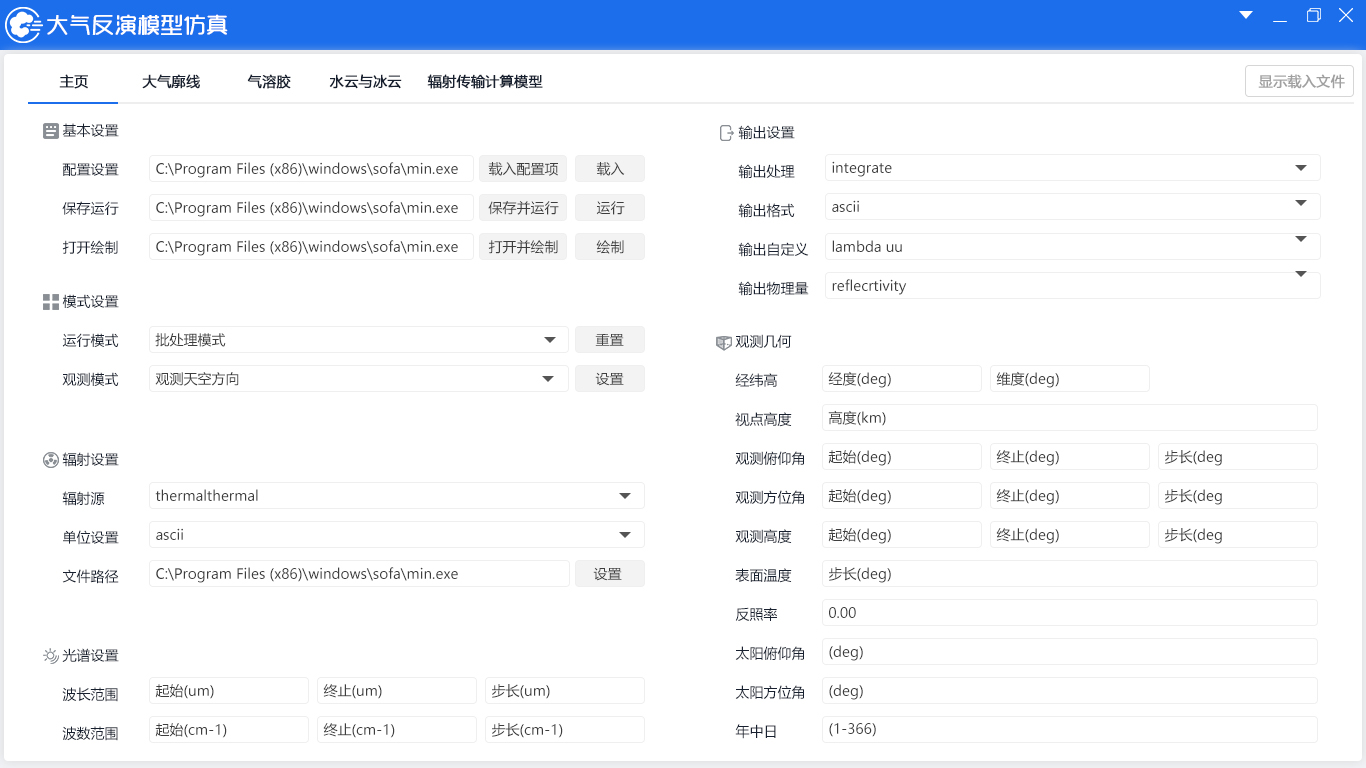 大气反演模型仿真
主页 大气廓线 气溶胶 水云与冰云 辐射传输计算模型 显示载入文件
基本设置
配置设置 C:\Program Files (x86)\windows\sofa\min.exe 载入配置项 载入
保存运行 C:\Program Files (x86)\windows\sofa\min.exe 保存并运行 运行
打开绘制 C:\Program Files (x86)\windows\sofa\min.exe 打开并绘制 绘制
模式设置
运行模式 批处理模式 重置
观测模式 观测天空方向 设置
辐射设置
辐射源 thermalthermal
单位设置 ascii
文件路径 C:\Program Files (x86)\windows\sofa\min.exe 设置
光谱设置
波长范围 起始(um) 终止(um) 步长(um)
波数范围 起始(cm-1) 终止(cm-1) 步长(cm-1)
输出设置
输出处理 integrate
输出格式 ascii
输出自定义 lambda uu
输出物理量 reflecrtivity
观测几何
经纬高 经度(deg) 维度(deg)
视点高度 高度(km)
观测俯仰角 起始(deg) 终止(deg) 步长(deg
观测方位角 起始(deg) 终止(deg) 步长(deg
观测高度 起始(deg) 终止(deg) 步长(deg
表面温度 步长(deg)
反照率 0.00
太阳俯仰角 (deg)
太阳方位角 (deg)
年中日 (1-366)